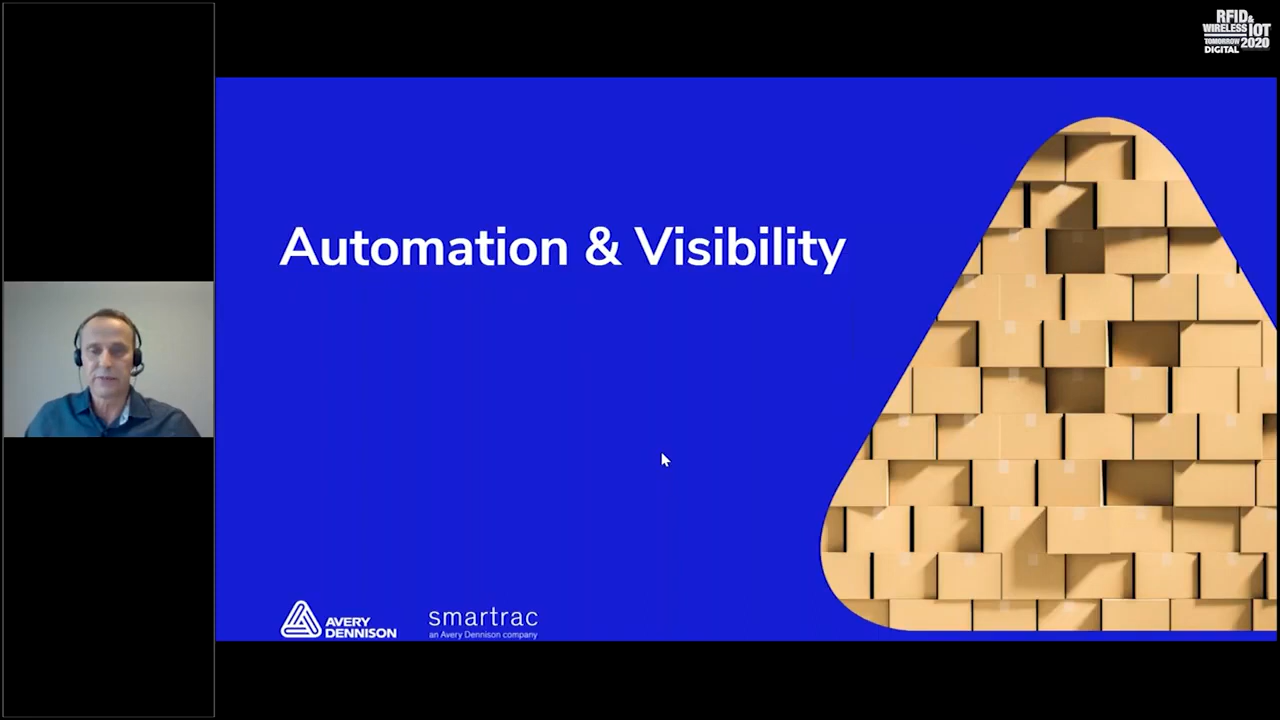 RFID&
WIRELESS IOT
TOMORROW 2020
DIGITAL
Automation & Visibility
AVERY
DENNISON
smartrac
an Avery Dennison company